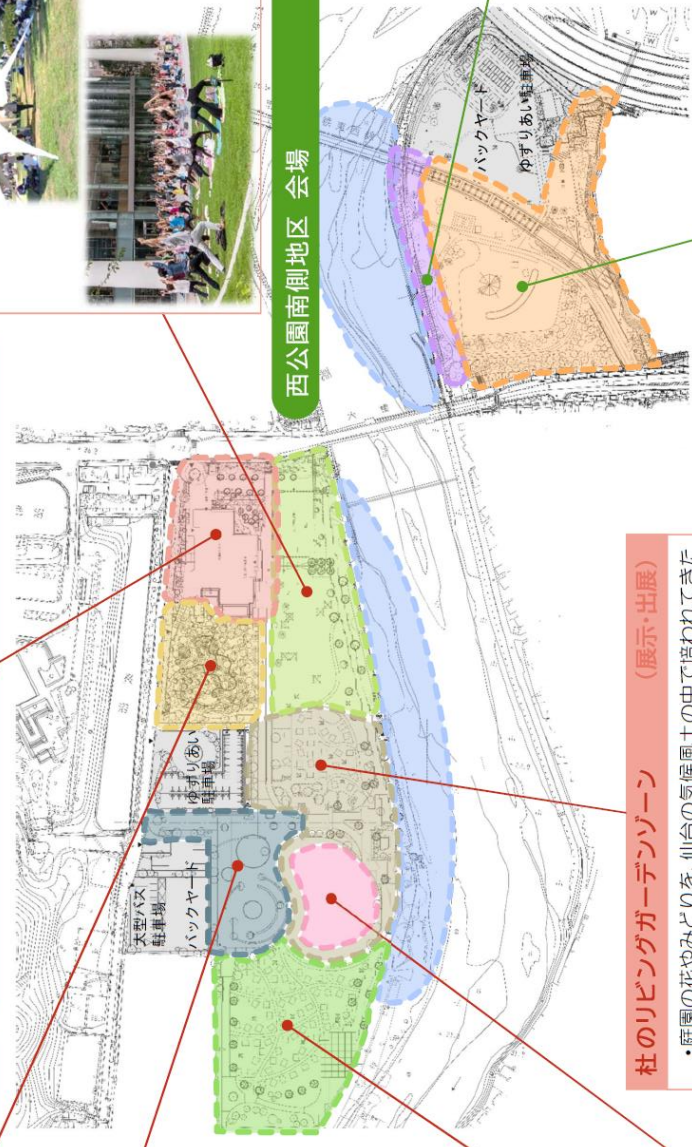 西公園南側地区 会場
バックヤード
ゆずりあい駐車場
ゆずりあい
駐車場
大型バス
駐車場
バックヤード
杜のリビングガーデンゾーン (展示・出展)
・庭園の花やみどりを、仙台の気候風土の中で培われてきた